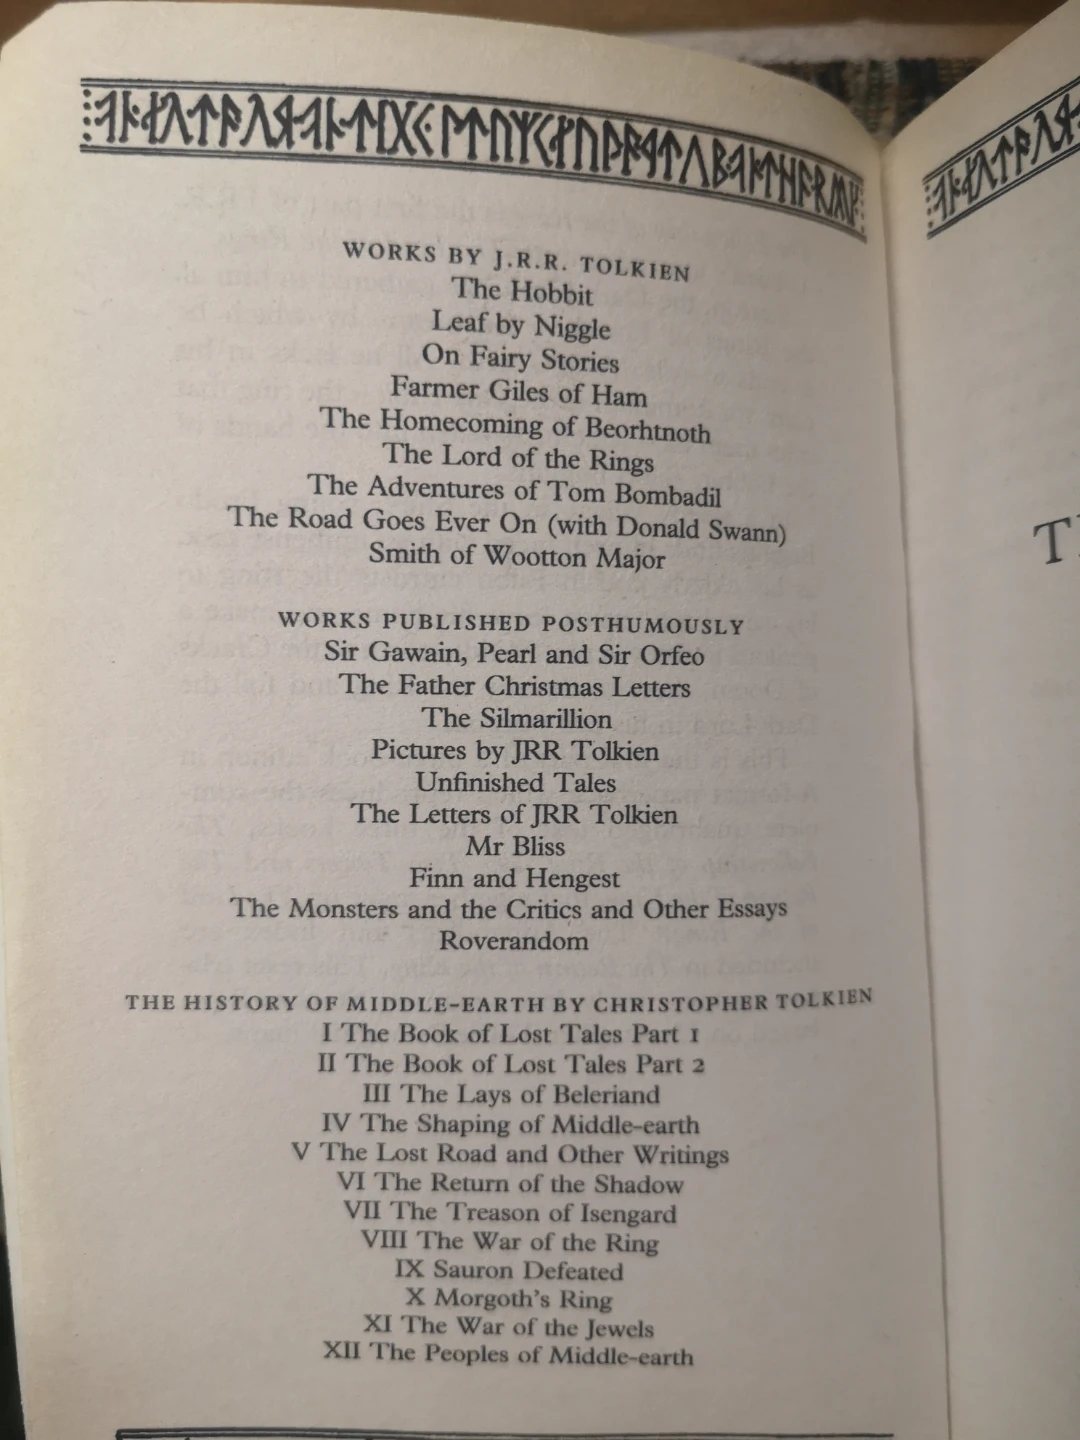 WORKS BY J.R.R. TOLKIEN
The Hobbit
Leaf by Niggle
On Fairy Stories
Farmer Giles of Ham
The Homecoming of Beorhtnoth
The Lord of the Rings
The Adventures of Tom Bombadil
The Road Goes Ever On (with Donald Swann)
Smith of Wootton Major
WORKS PUBLISHED POSTHUMOUSLY
Sir Gawain, Pearl and Sir Orfeo
The Father Christmas Letters
The Silmarillion
Pictures by JRR Tolkien
Unfinished Tales
The Letters of JRR Tolkien
Mr Bliss
Finn and Hengest
The Monsters and the Critics and Other Essays
Roverandom
THE HISTORY OF MIDDLE-EARTH BY CHRISTOPHER TOLKIEN
I The Book of Lost Tales Part 1
II The Book of Lost Tales Part 2
III The Lays of Beleriand
IV The Shaping of Middle-earth
V The Lost Road and Other Writings
VI The Return of the Shadow
VII The Treason of Isengard
VIII The War of the Ring
IX Sauron Defeated
X Morgoth's Ring
XI The War of the Jewels
XII The Peoples of Middle-earth